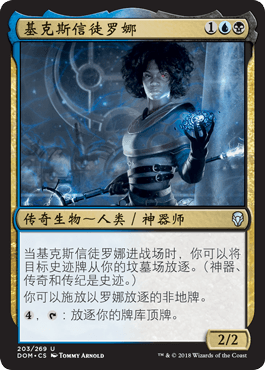 基克斯信徒罗娜 1
传奇生物～人类 / 神器师
当基克斯信徒罗娜进战场时，你可以将
目标史迹牌从你的坟墓场放逐。（神器、
传奇和传纪是史迹。）
你可以施放以罗娜放逐的非地牌。
4，：放逐你的牌库顶牌。
2/2
203/269 U
DOM • CS TOMMY ARNOLD
™ & © 2018 Wizards of the Coast